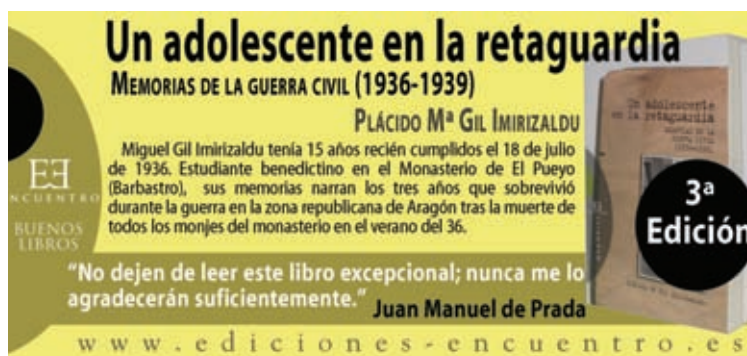 Un adolescente en la retaguardia
MEMORIAS DE LA GUERRA CIVIL (1936-1939)
PLÁCIDO Mª GIL IMIRIZALDU
Miguel Gil Imirizaldu tenía 15 años recién cumplidos el 18 de julio
de 1936. Estudiante benedictino en el Monasterio de El Pueyo
(Barbastro), sus memorias narran los tres años que sobrevivió
durante la guerra en la zona republicana de Aragón tras la muerte de
todos los monjes del monasterio en el verano del 36.
EE
NCUENTRO
BUENOS
LIBROS
Un adolescente
en la retaguardia
3ª
Edición
“No dejen de leer este libro excepcional; nunca me lo
agradecerán suficientemente.”
Juan Manuel de Prada
www.ediciones-encuentro.es